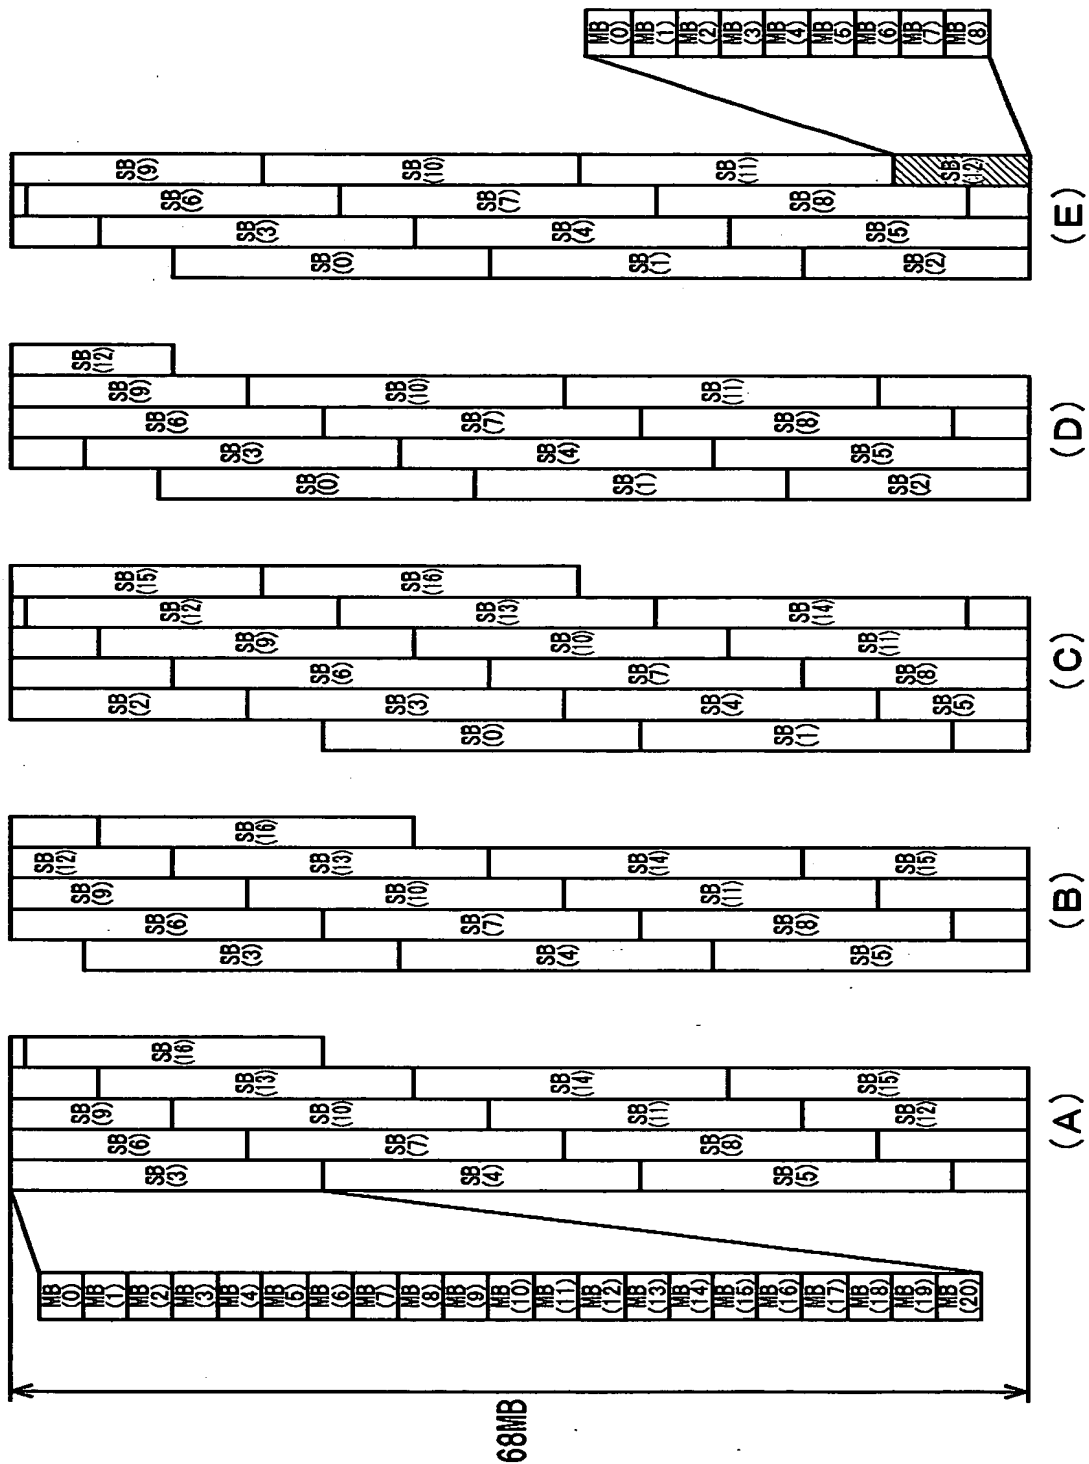 68MB
MB (0)
MB (1)
MB (2)
MB (3)
MB (4)
MB (5)
MB (6)
MB (7)
MB (8)
MB (9)
MB (10)
MB (11)
MB (12)
MB (13)
MB (14)
MB (15)
MB (16)
MB (17)
MB (18)
MB (19)
MB (20)
SB (3)
SB (4)
SB (5)
SB (6)
SB (7)
SB (8)
SB (9)
SB (10)
SB (11)
SB (12)
SB (13)
SB (14)
SB (15)
SB (16)
(A)
SB (3)
SB (4)
SB (5)
SB (6)
SB (7)
SB (8)
SB (9)
SB (10)
SB (11)
SB (12)
SB (13)
SB (14)
SB (15)
SB (16)
(B)
SB (0)
SB (1)
SB (2)
SB (3)
SB (4)
SB (5)
SB (6)
SB (7)
SB (8)
SB (9)
SB (10)
SB (11)
SB (12)
SB (13)
SB (14)
SB (15)
SB (16)
(C)
SB (0)
SB (1)
SB (2)
SB (3)
SB (4)
SB (5)
SB (6)
SB (7)
SB (8)
SB (9)
SB (10)
SB (11)
SB (12)
(D)
SB (0)
SB (1)
SB (2)
SB (3)
SB (4)
SB (5)
SB (6)
SB (7)
SB (8)
SB (9)
SB (10)
SB (11)
SB (12)
(E)
MB (0)
MB (1)
MB (2)
MB (3)
MB (4)
MB (5)
MB (6)
MB (7)
MB (8)